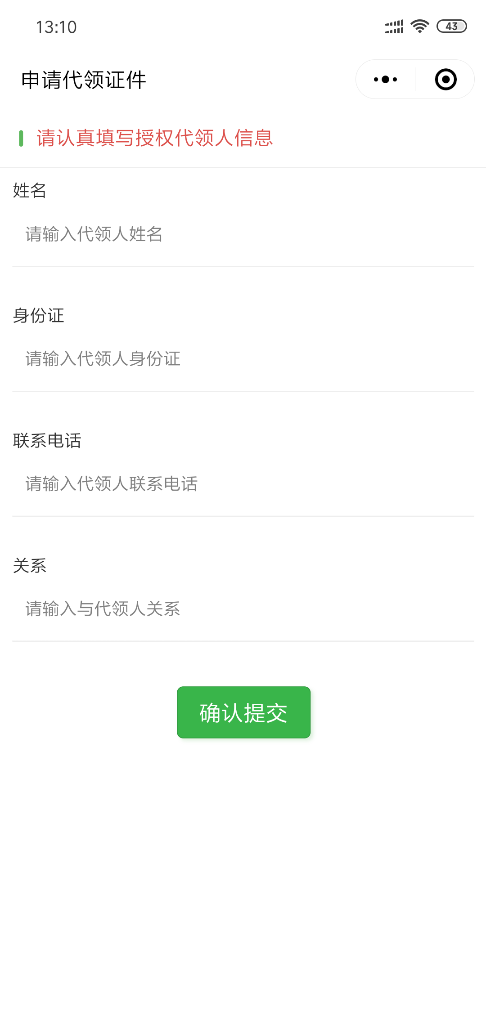 13:10
43
申请代领证件
请认真填写授权代领人信息
姓名
请输入代领人姓名
身份证
请输入代领人身份证
联系电话
请输入代领人联系电话
关系
请输入与代领人关系
确认提交